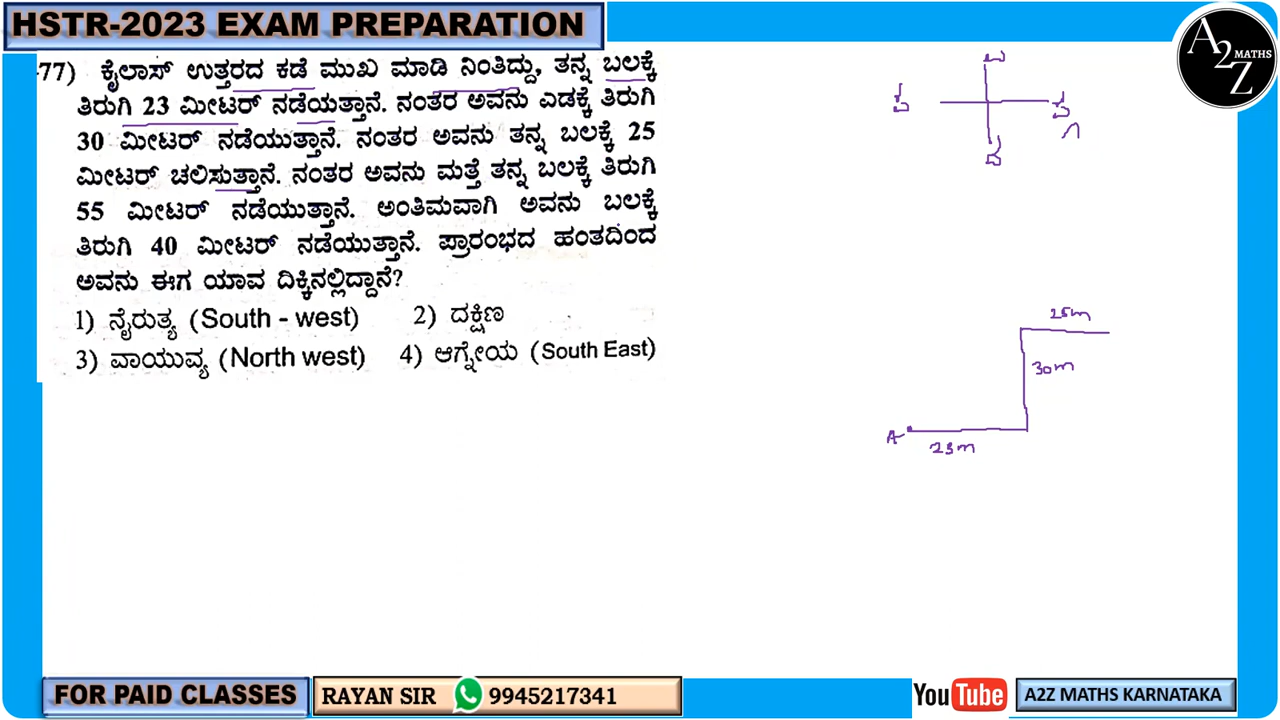 HSTR-2023 EXAM PREPARATION
A2Z MATHS
77) ಕೈಲಾಸ್ ಉತ್ತರದ ಕಡೆ ಮುಖ ಮಾಡಿ ನಿಂತಿದ್ದು, ತನ್ನ ಬಲಕ್ಕೆ
ತಿರುಗಿ 23 ಮೀಟರ್ ನಡೆಯತ್ತಾನೆ. ನಂತರ ಅವನು ಎಡಕ್ಕೆ ತಿರುಗಿ
30 ಮೀಟರ್ ನಡೆಯುತ್ತಾನೆ. ನಂತರ ಅವನು ತನ್ನ ಬಲಕ್ಕೆ 25
ಮೀಟರ್ ಚಲಿಸುತ್ತಾನೆ. ನಂತರ ಅವನು ಮತ್ತೆ ತನ್ನ ಬಲಕ್ಕೆ ತಿರುಗಿ
55 ಮೀಟರ್ ನಡೆಯುತ್ತಾನೆ. ಅಂತಿಮವಾಗಿ ಅವನು ಬಲಕ್ಕೆ
ತಿರುಗಿ 40 ಮೀಟರ್ ನಡೆಯುತ್ತಾನೆ. ಪ್ರಾರಂಭದ ಹಂತದಿಂದ
ಅವನು ಈಗ ಯಾವ ದಿಕ್ಕಿನಲ್ಲಿದ್ದಾನೆ?
1) ನೈರುತ್ಯ (South - west) 2) ದಕ್ಷಿಣ
3) ವಾಯುವ್ಯ (North west) 4) ಆಗ್ನೇಯ (South East)
25m
30m
A
23m
FOR PAID CLASSES
RAYAN SIR 9945217341
YouTube
A2Z MATHS KARNATAKA